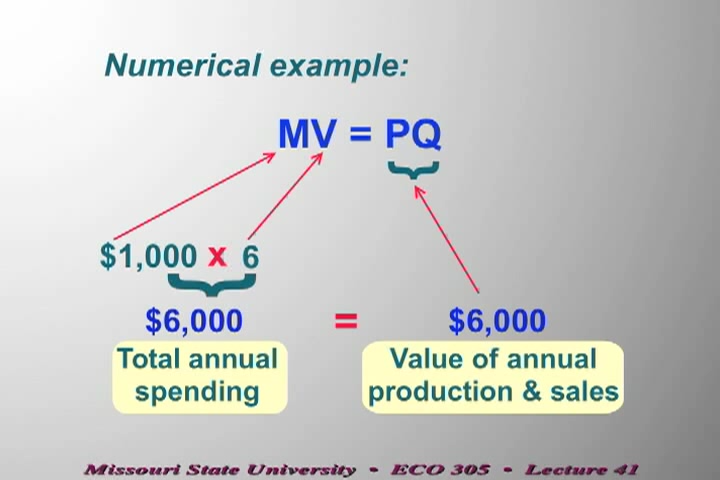 Numerical example:
MV = PQ
$1,000 x 6
$6,000 = $6,000
Total annual
spending
Value of annual
production & sales
Missouri State University • ECO 305 • Lecture 41